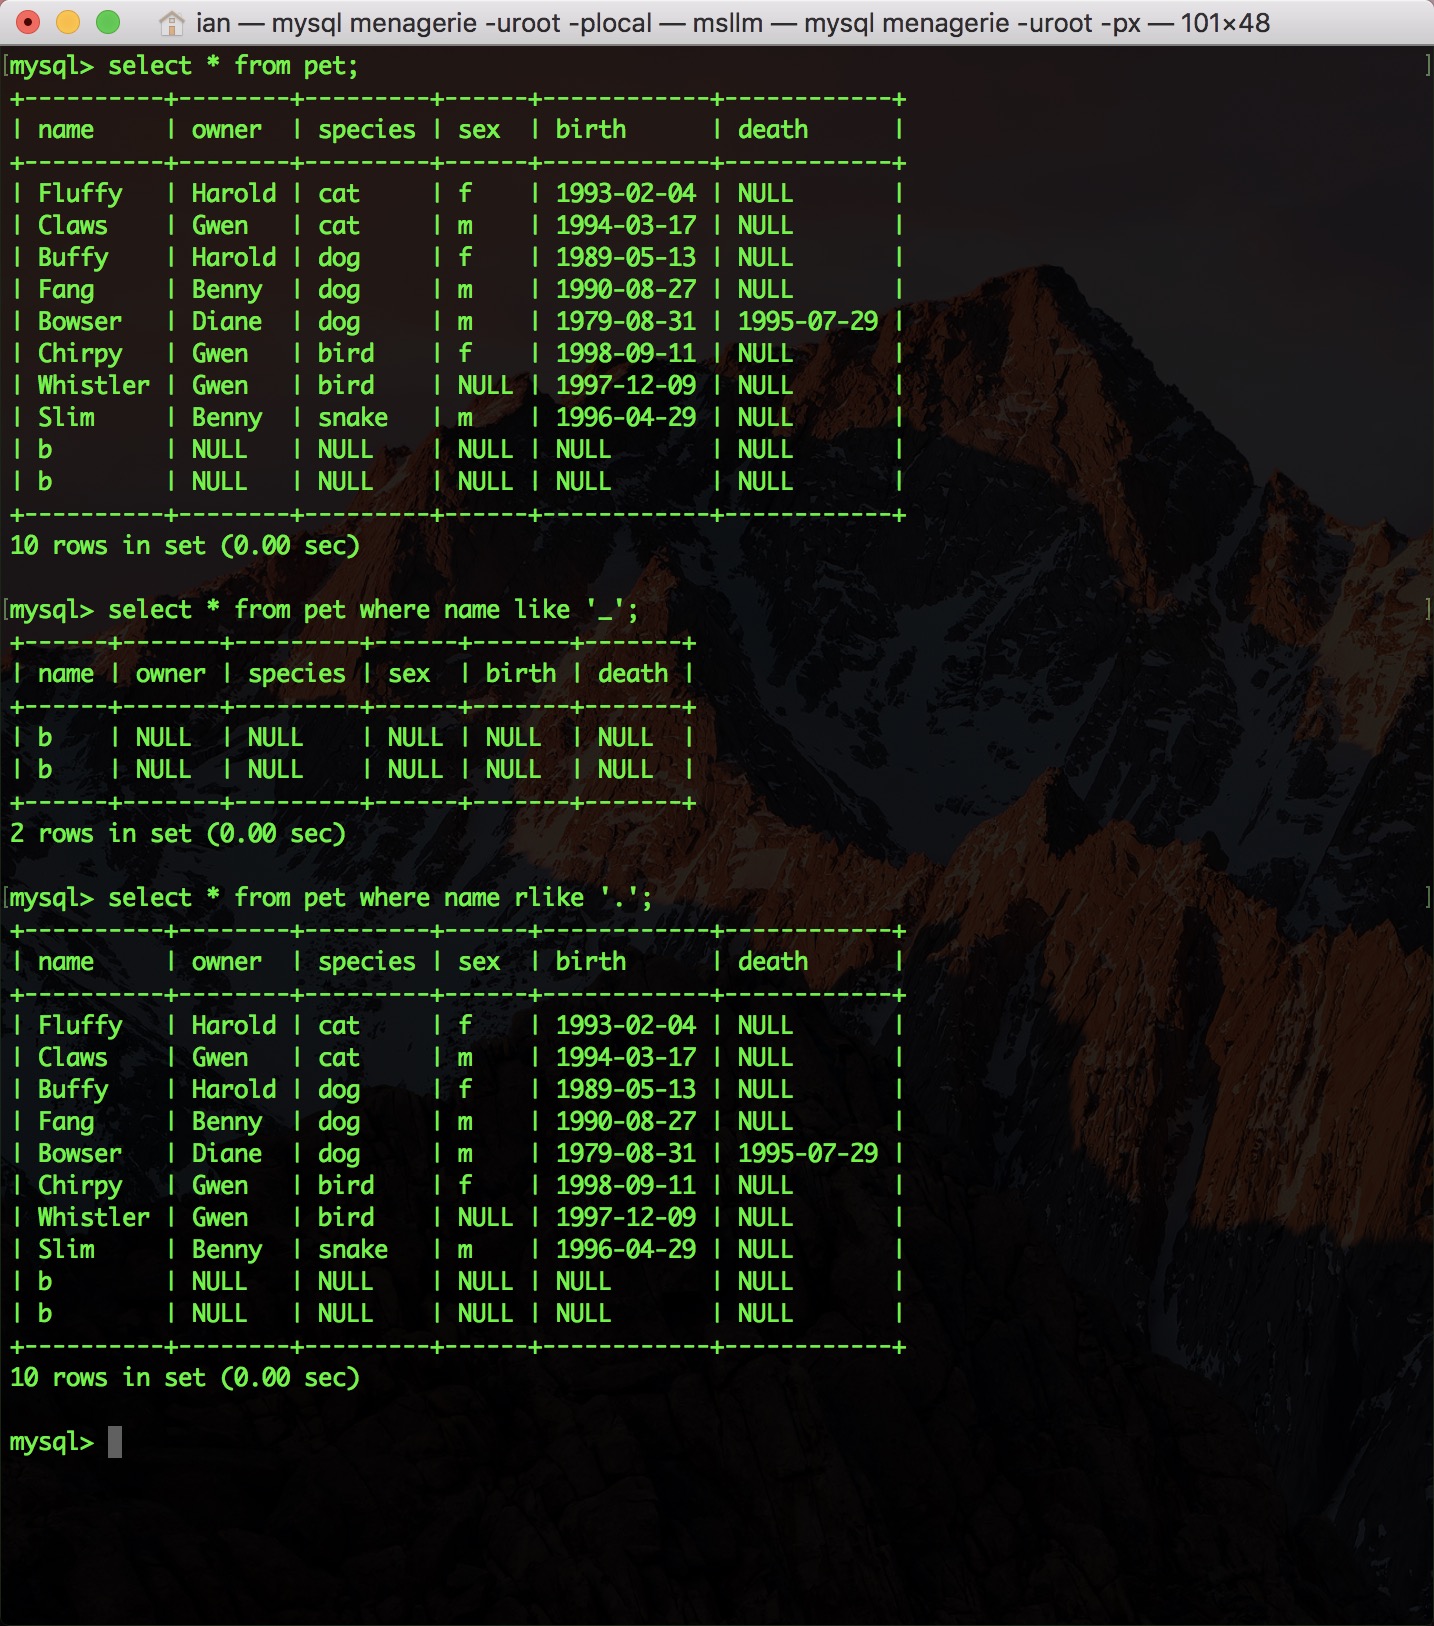 ian — mysql menagerie -uroot -plocal — msllm — mysql menagerie -uroot -px — 101×48
mysql> select * from pet;
+----------+--------+---------+------+------------+------------+
| name     | owner  | species | sex  | birth      | death      |
+----------+--------+---------+------+------------+------------+
| Fluffy   | Harold | cat     | f    | 1993-02-04 | NULL       |
| Claws    | Gwen   | cat     | m    | 1994-03-17 | NULL       |
| Buffy    | Harold | dog     | f    | 1989-05-13 | NULL       |
| Fang     | Benny  | dog     | m    | 1990-08-27 | NULL       |
| Bowser   | Diane  | dog     | m    | 1979-08-31 | 1995-07-29 |
| Chirpy   | Gwen   | bird    | f    | 1998-09-11 | NULL       |
| Whistler | Gwen   | bird    | NULL | 1997-12-09 | NULL       |
| Slim     | Benny  | snake   | m    | 1996-04-29 | NULL       |
| b        | NULL   | NULL    | NULL | NULL       | NULL       |
| b        | NULL   | NULL    | NULL | NULL       | NULL       |
+----------+--------+---------+------+------------+------------+
10 rows in set (0.00 sec)
mysql> select * from pet where name like '_';
+------+-------+---------+------+-------+-------+
| name | owner | species | sex  | birth | death |
+------+-------+---------+------+-------+-------+
| b    | NULL  | NULL    | NULL | NULL  | NULL  |
| b    | NULL  | NULL    | NULL | NULL  | NULL  |
+------+-------+---------+------+-------+-------+
2 rows in set (0.00 sec)
mysql> select * from pet where name rlike '.';
+----------+--------+---------+------+------------+------------+
| name     | owner  | species | sex  | birth      | death      |
+----------+--------+---------+------+------------+------------+
| Fluffy   | Harold | cat     | f    | 1993-02-04 | NULL       |
| Claws    | Gwen   | cat     | m    | 1994-03-17 | NULL       |
| Buffy    | Harold | dog     | f    | 1989-05-13 | NULL       |
| Fang     | Benny  | dog     | m    | 1990-08-27 | NULL       |
| Bowser   | Diane  | dog     | m    | 1979-08-31 | 1995-07-29 |
| Chirpy   | Gwen   | bird    | f    | 1998-09-11 | NULL       |
| Whistler | Gwen   | bird    | NULL | 1997-12-09 | NULL       |
| Slim     | Benny  | snake   | m    | 1996-04-29 | NULL       |
| b        | NULL   | NULL    | NULL | NULL       | NULL       |
| b        | NULL   | NULL    | NULL | NULL       | NULL       |
+----------+--------+---------+------+------------+------------+
10 rows in set (0.00 sec)
mysql>